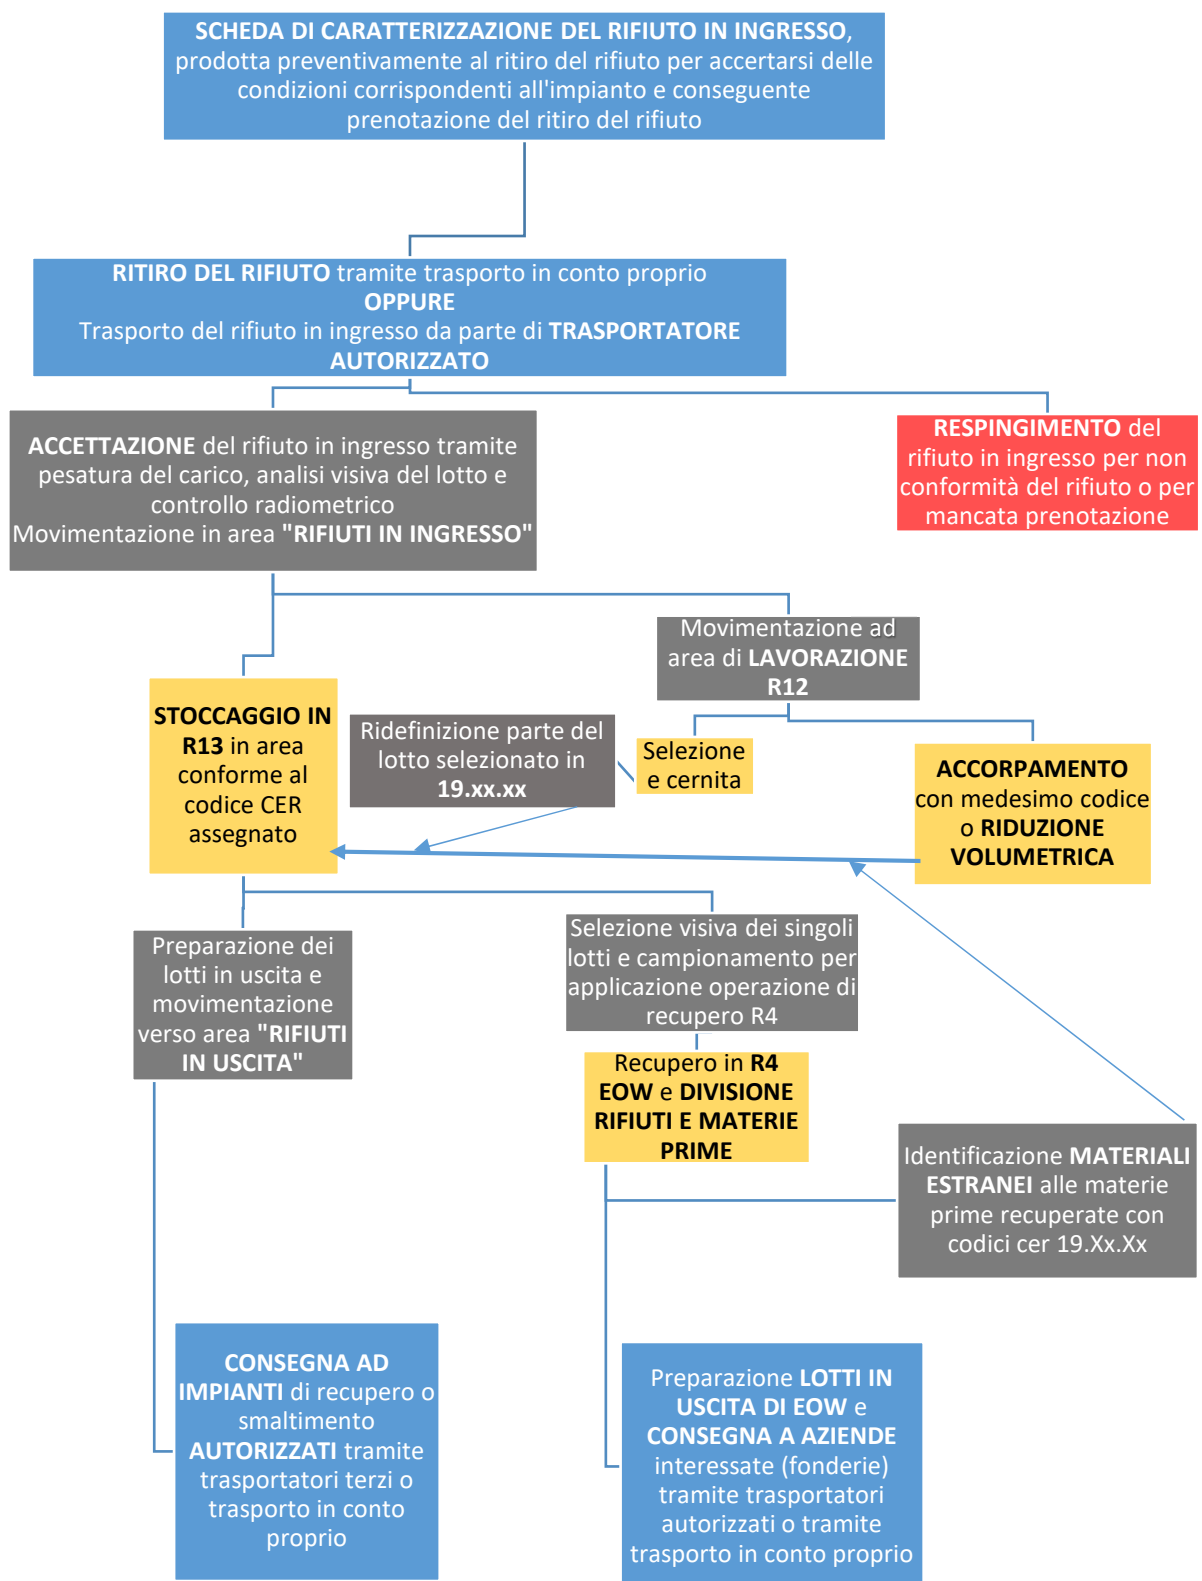 SCHEDA DI CARATTERIZZAZIONE DEL RIFIUTO IN INGRESSO,
prodotta preventivamente al ritiro del rifiuto per accertarsi delle
condizioni corrispondenti all'impianto e conseguente
prenotazione del ritiro del rifiuto
RITIRO DEL RIFIUTO tramite trasporto in conto proprio
OPPURE
Trasporto del rifiuto in ingresso da parte di TRASPORTATORE
AUTORIZZATO
ACCETTAZIONE del rifiuto in ingresso tramite
pesatura del carico, analisi visiva del lotto e
controllo radiometrico
Movimentazione in area "RIFIUTI IN INGRESSO"
RESPINGIMENTO del
rifiuto in ingresso per non
conformità del rifiuto o per
mancata prenotazione
Movimentazione ad
area di LAVORAZIONE
R12
STOCCAGGIO IN
R13 in area
conforme al
codice CER
assegnato
Ridefinizione parte del
lotto selezionato in
19.xx.xx
Selezione
e cernita
ACCORPAMENTO
con medesimo codice
o RIDUZIONE
VOLUMETRICA
Preparazione dei
lotti in uscita e
movimentazione
verso area "RIFIUTI
IN USCITA"
Selezione visiva dei singoli
lotti e campionamento per
applicazione operazione di
recupero R4
Recupero in R4
EOW e DIVISIONE
RIFIUTI E MATERIE
PRIME
Identificazione MATERIALI
ESTRANEI alle materie
prime recuperate con
codici cer 19.Xx.Xx
CONSEGNA AD
IMPIANTI di recupero o
smaltimento
AUTORIZZATI tramite
trasportatori terzi o
trasporto in conto
proprio
Preparazione LOTTI IN
USCITA DI EOW e
CONSEGNA A AZIENDE
interessate (fonderie)
tramite trasportatori
autorizzati o tramite
trasporto in conto proprio